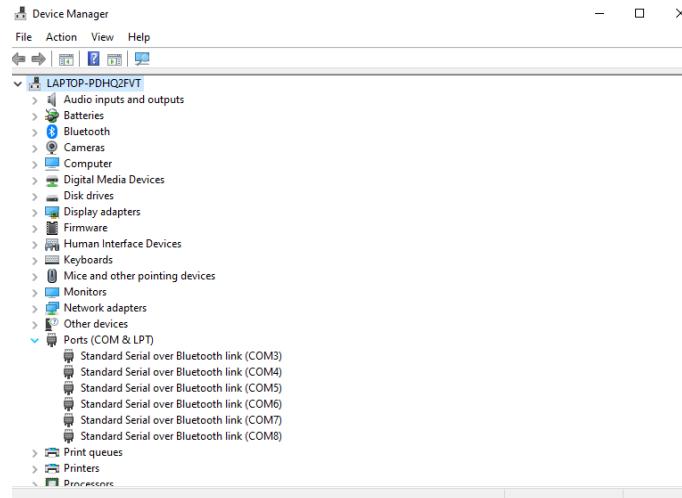 Device Manager
File Action View Help
LAPTOP-PDHQ2FVT
Audio inputs and outputs
Batteries
Bluetooth
Cameras
Computer
Digital Media Devices
Disk drives
Display adapters
Firmware
Human Interface Devices
Keyboards
Mice and other pointing devices
Monitors
Network adapters
Other devices
Ports (COM & LPT)
Standard Serial over Bluetooth link (COM3)
Standard Serial over Bluetooth link (COM4)
Standard Serial over Bluetooth link (COM5)
Standard Serial over Bluetooth link (COM6)
Standard Serial over Bluetooth link (COM7)
Standard Serial over Bluetooth link (COM8)
Print queues
Printers
Processors